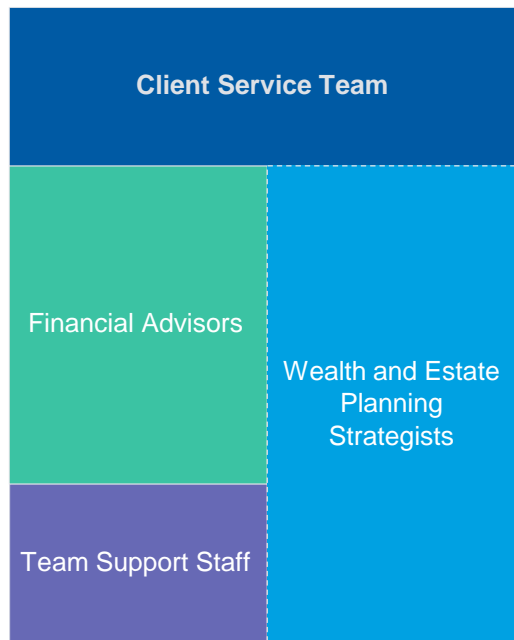 Client Service Team
Financial Advisors
Wealth and Estate
Planning
Strategists
Team Support Staff